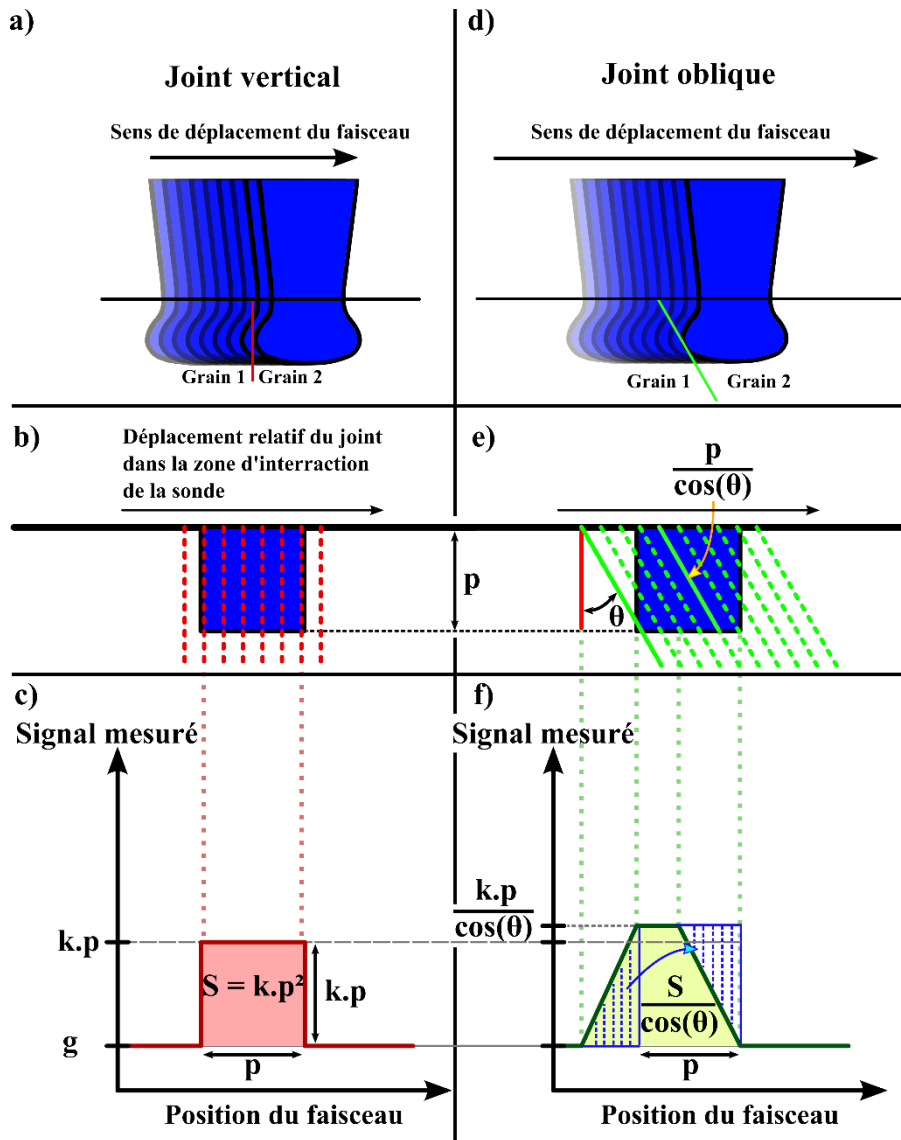 a)
Joint vertical
Sens de déplacement du faisceau
Grain 1 Grain 2
d)
Joint oblique
Sens de déplacement du faisceau
Grain 1 Grain 2
b)
Déplacement relatif du joint
dans la zone d'interraction
de la sonde
p
e)
p
cos(θ)
θ
c)
Signal mesuré
k.p
S = k.p²
k.p
g
p
Position du faisceau
f)
Signal mesuré
k.p
cos(θ)
S
cos(θ)
p
Position du faisceau